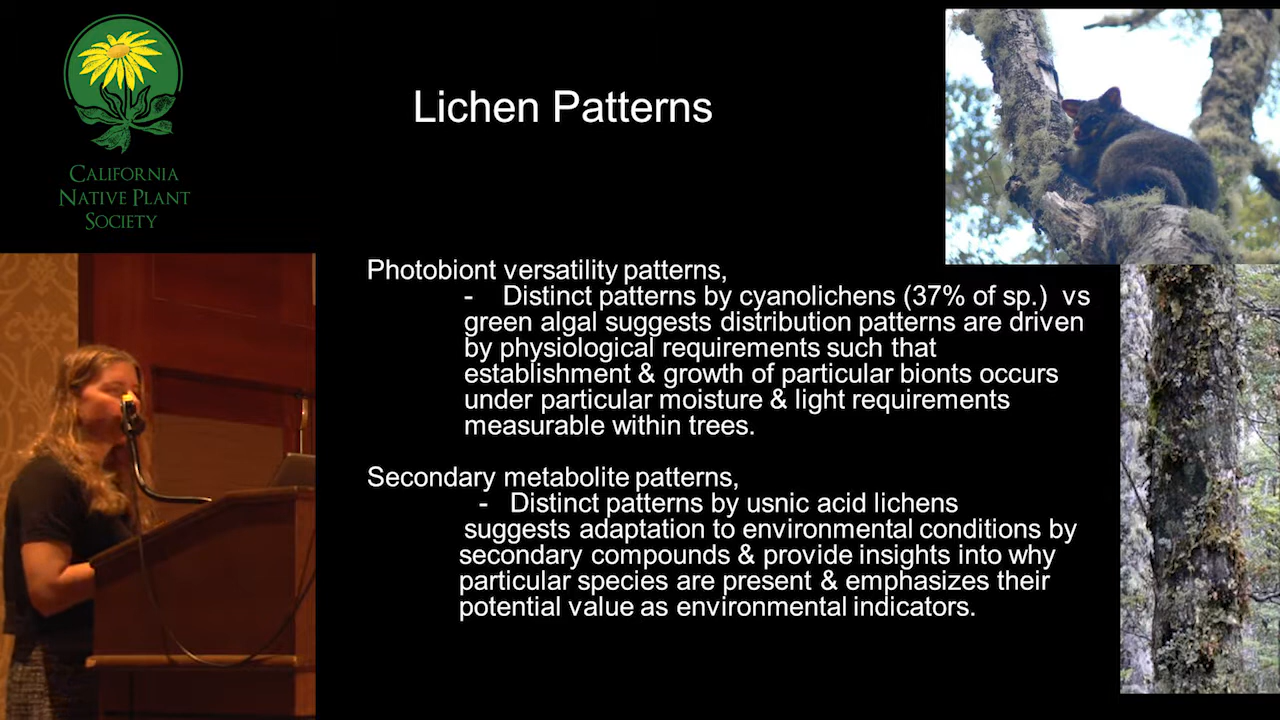 CALIFORNIA
NATIVE PLANT
SOCIETY
Lichen Patterns
Photobiont versatility patterns,
- Distinct patterns by cyanolichens (37% of sp.) vs
green algal suggests distribution patterns are driven
by physiological requirements such that
establishment & growth of particular bionts occurs
under particular moisture & light requirements
measurable within trees.
Secondary metabolite patterns,
- Distinct patterns by usnic acid lichens
suggests adaptation to environmental conditions by
secondary compounds & provide insights into why
particular species are present & emphasizes their
potential value as environmental indicators.